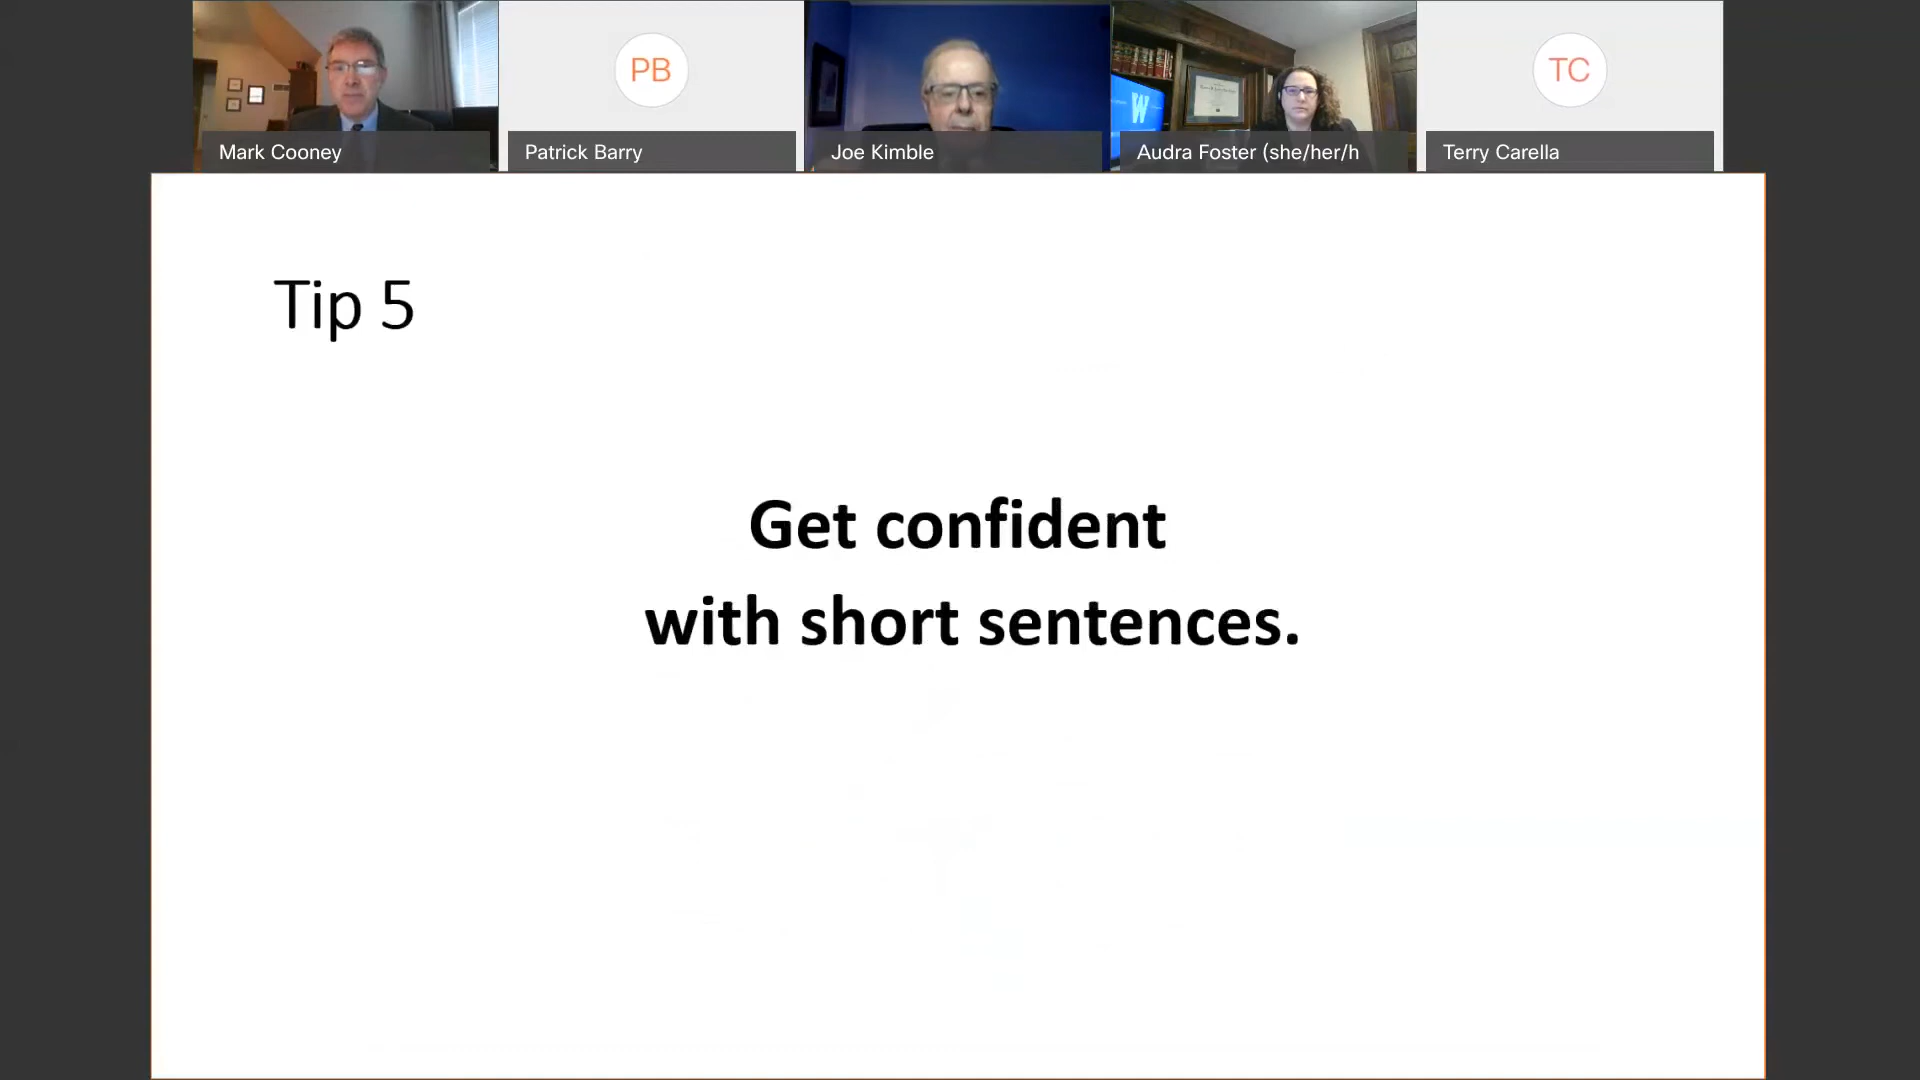 PB
TC
W
Mark Cooney
Patrick Barry
Joe Kimble
Audra Foster (she/her/h
Terry Carella
Tip 5
Get confident
with short sentences.